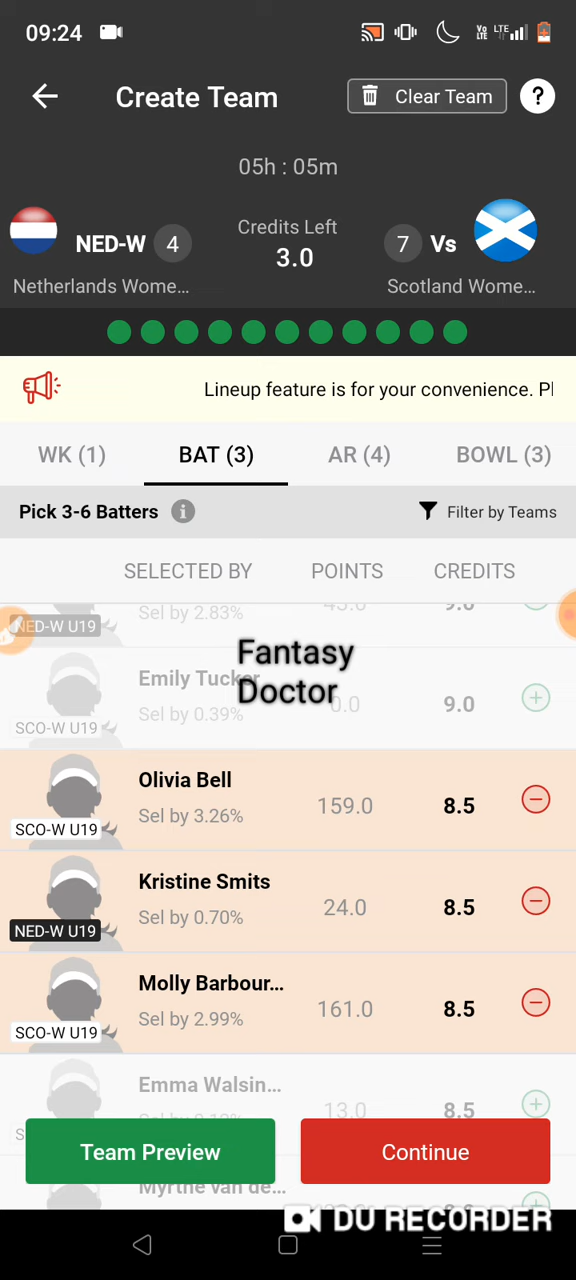 09:24
Vo LTE LTE
Create Team
Clear Team
?
05h : 05m
NED-W 4
Credits Left
3.0
7 Vs
Netherlands Wome...
Scotland Wome...
Lineup feature is for your convenience. Pl
WK (1)
BAT (3)
AR (4)
BOWL (3)
Pick 3-6 Batters i
Filter by Teams
SELECTED BY
POINTS
CREDITS
Sel by 2.83%
43.0
9.0
NED-W U19
Fantasy
Doctor
Emily Tucker
Sel by 0.39%
0.0
9.0
SCO-W U19
Olivia Bell
Sel by 3.26%
159.0
8.5
SCO-W U19
Kristine Smits
Sel by 0.70%
24.0
8.5
NED-W U19
Molly Barbour...
Sel by 2.99%
161.0
8.5
SCO-W U19
Emma Walsin...
13.0
8.5
Team Preview
Continue
Myrthe van de...
DU RECORDER